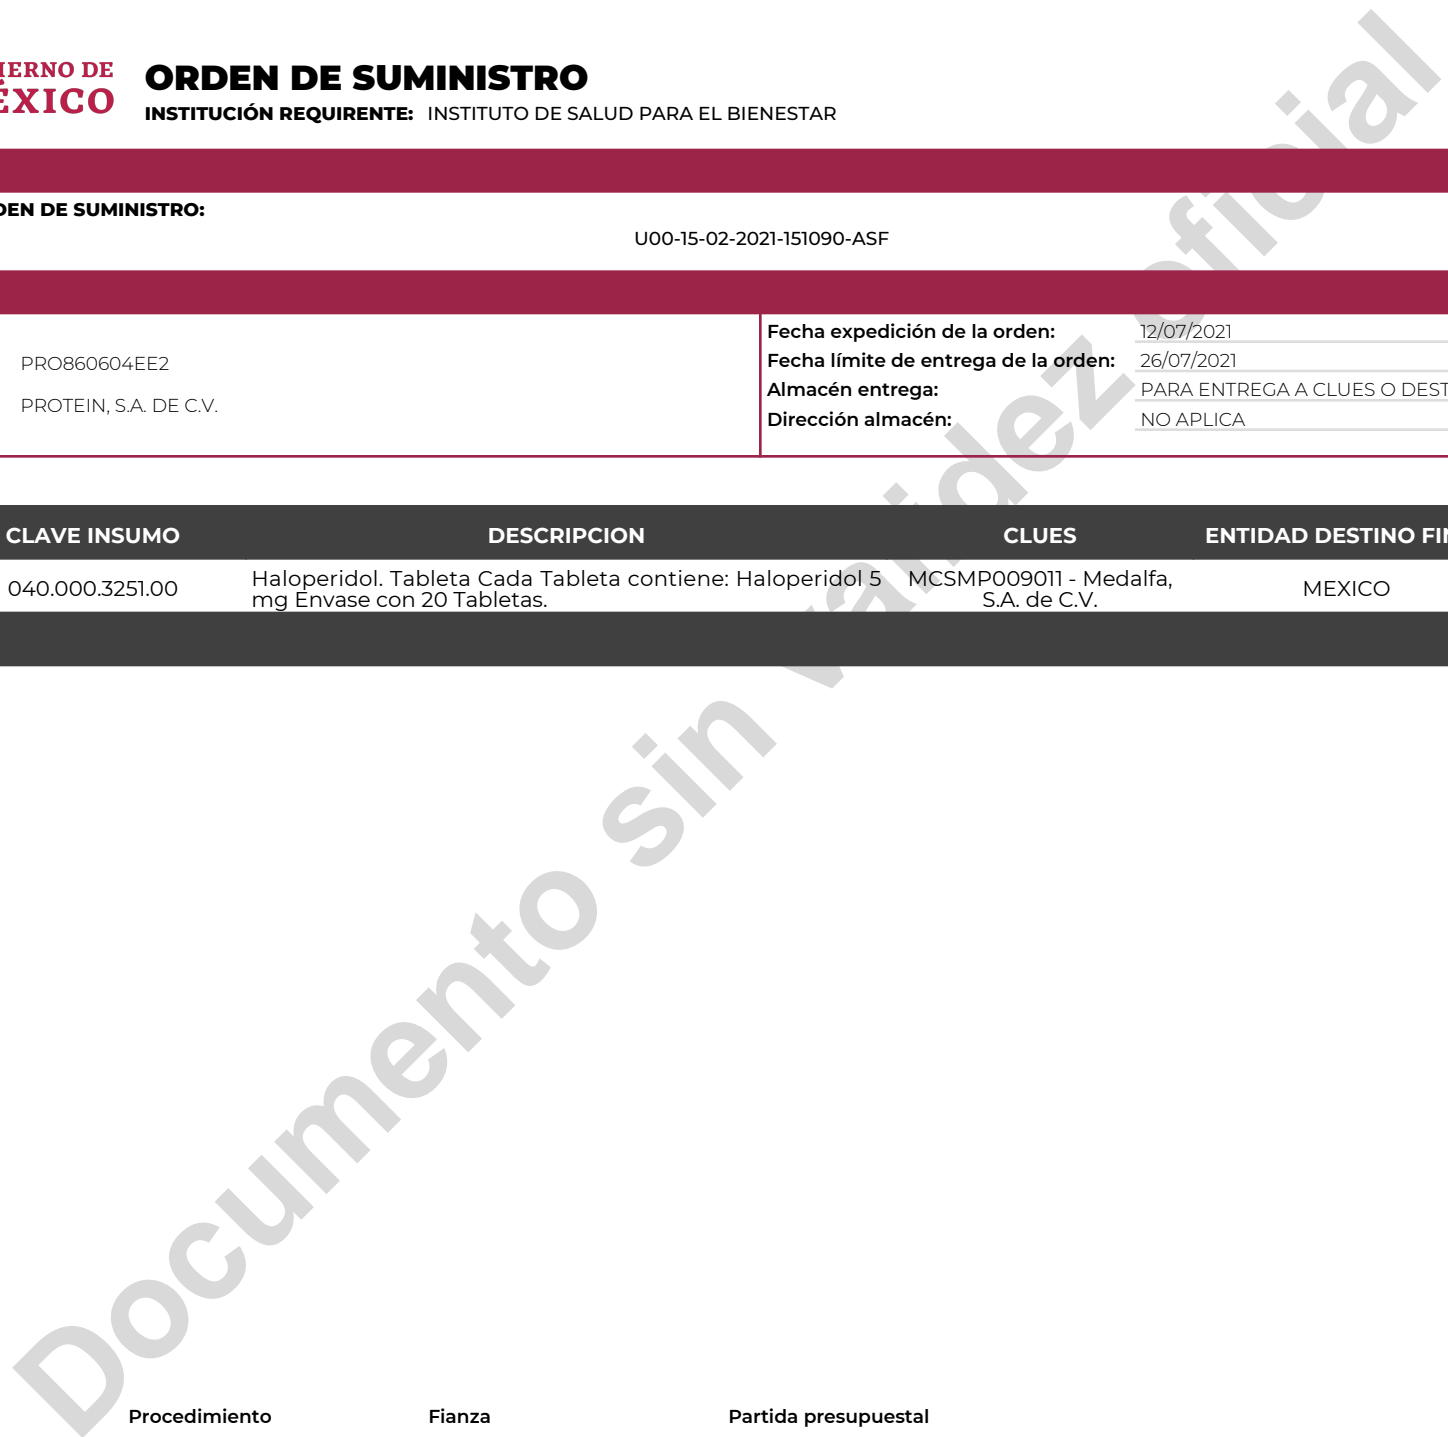 IERNO DE
ÉXICO
ORDEN DE SUMINISTRO
INSTITUCIÓN REQUIRENTE: INSTITUTO DE SALUD PARA EL BIENESTAR
DEN DE SUMINISTRO:
U00-15-02-2021-151090-ASF
PRO860604EE2
PROTEIN, S.A. DE C.V.
Fecha expedición de la orden: 12/07/2021
Fecha límite de entrega de la orden: 26/07/2021
Almacén entrega: PARA ENTREGA A CLUES O DEST
Dirección almacén: NO APLICA
CLAVE INSUMO DESCRIPCION CLUES ENTIDAD DESTINO FIN
040.000.3251.00 Haloperidol. Tableta Cada Tableta contiene: Haloperidol 5 MCSMP009011 - Medalfa, MEXICO
mg Envase con 20 Tabletas. S.A. de C.V.
Documento sin validez oficial
Procedimiento Fianza Partida presupuestal